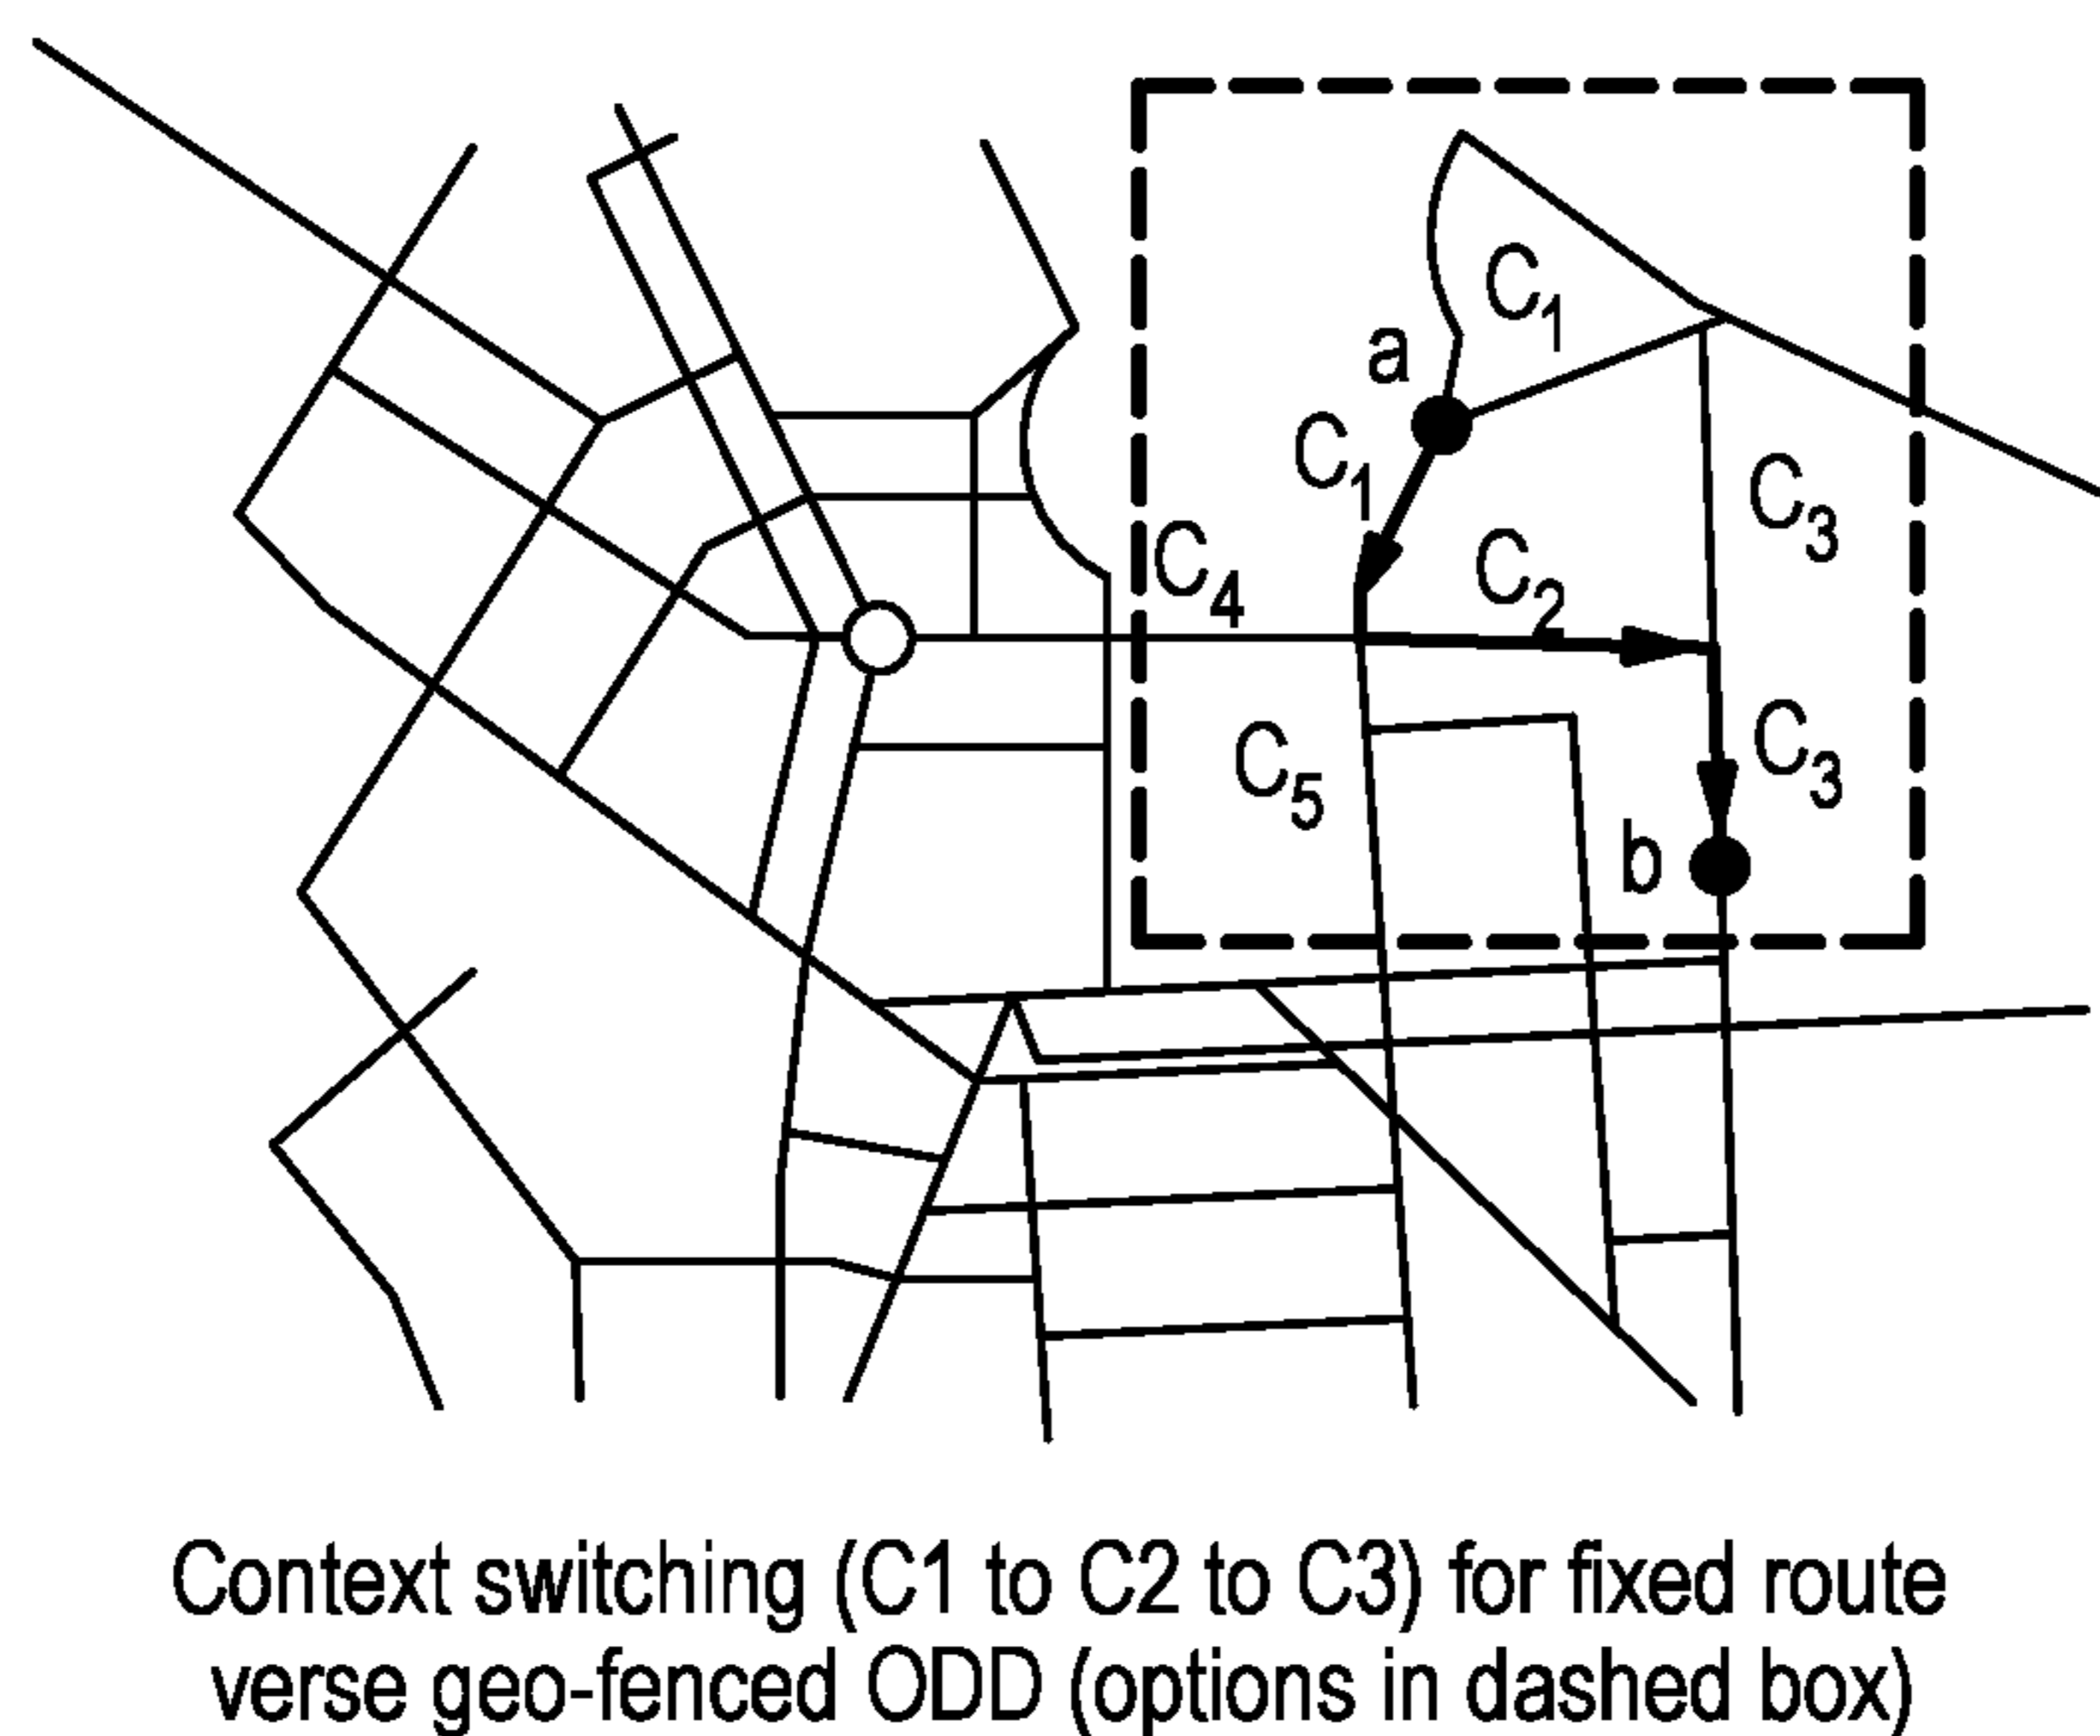 C1
a
C1
C3
C4
C2
C5
C3
b
Context switching (C1 to C2 to C3) for fixed route
verse geo-fenced ODD (options in dashed box)